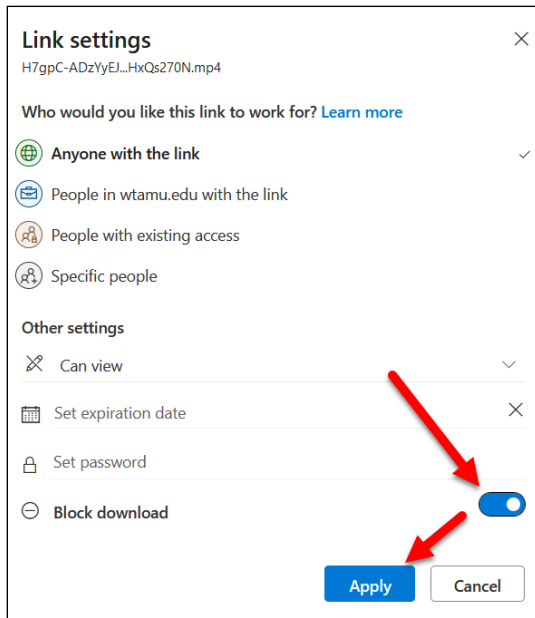 Link settings
H7gpC-ADzYyEJ...HxQs270N.mp4
Who would you like this link to work for? Learn more
Anyone with the link
People in wtamu.edu with the link
People with existing access
Specific people
Other settings
Can view
Set expiration date
Set password
Block download
Apply Cancel